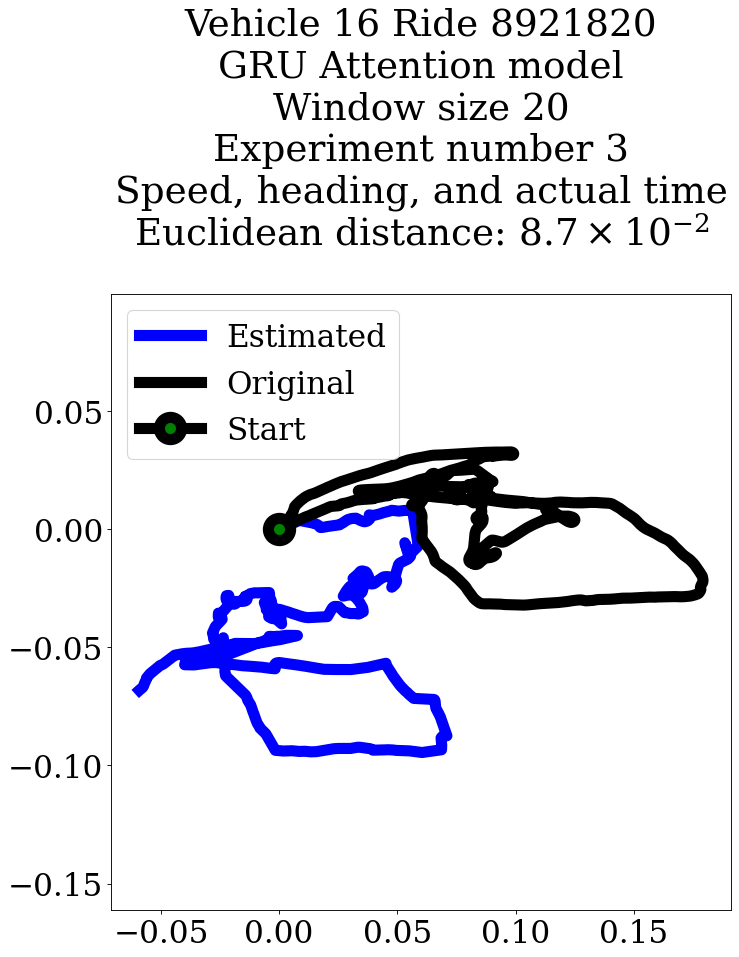 Vehicle 16 Ride 8921820
GRU Attention model
Window size 20
Experiment number 3
Speed, heading, and actual time
Euclidean distance: 8.7 × 10⁻²
Estimated
Original
Start
0.05
0.00
−0.05
−0.10
−0.15
−0.05 0.00 0.05 0.10 0.15